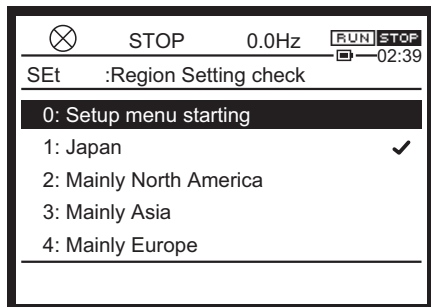 STOP 0.0Hz RUN STOP
02:39
SEt :Region Setting check
0: Setup menu starting
1: Japan
2: Mainly North America
3: Mainly Asia
4: Mainly Europe